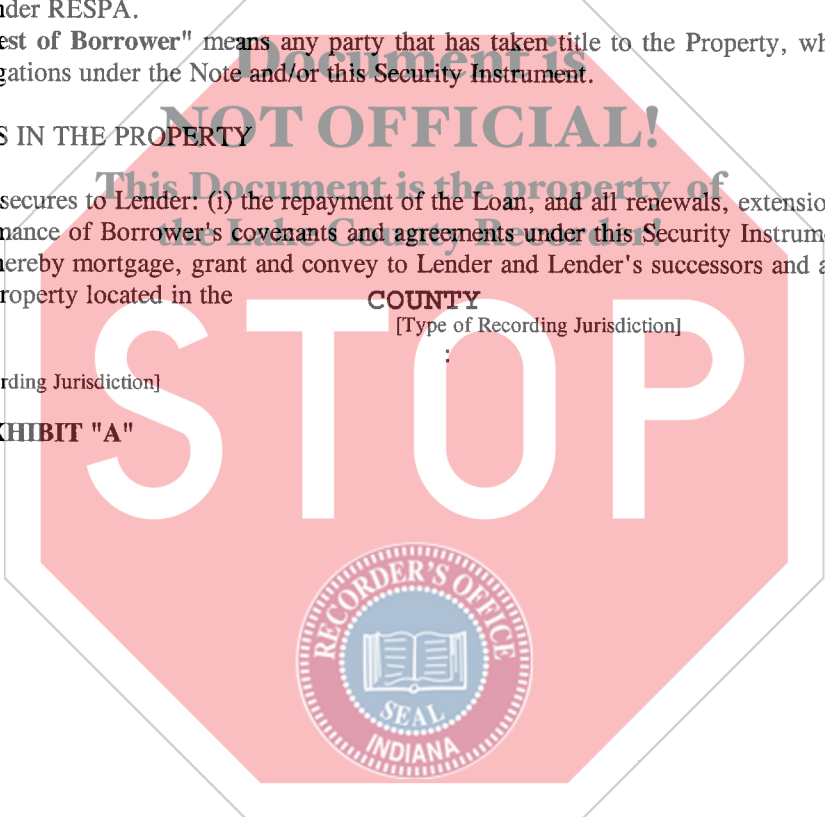 nder RESPA.
est of Borrower" means any party that has taken title to the Property, wh
gations under the Note and/or this Security Instrument.
Document is
NOT OFFICIAL!
S IN THE PROPERTY
This Document is the property of
the Lake County Recorder!
secures to Lender: (i) the repayment of the Loan, and all renewals, extensio
mance of Borrower's covenants and agreements under this Security Instrum
hereby mortgage, grant and convey to Lender and Lender's successors and a
roperty located in the COUNTY
[Type of Recording Jurisdiction]
:
rding Jurisdiction]
XHIBIT "A"
STOP
RECORDER'S OFFICE
SEAL
INDIANA